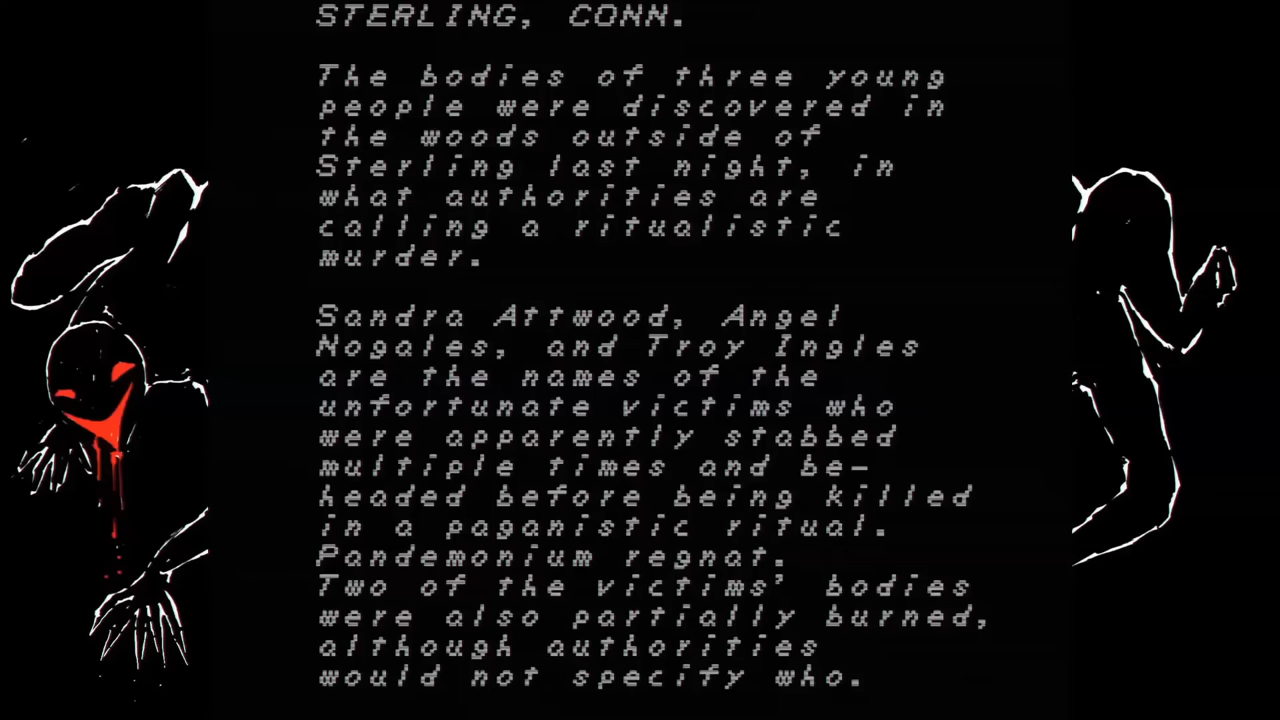 STERLING, CONN.
The bodies of three young
people were discovered in
the woods outside of
Sterling last night, in
what authorities are
calling a ritualistic
murder.
Sandra Attwood, Angel
Nogales, and Troy Ingles
are the names of the
unfortunate victims who
were apparently stabbed
multiple times and be-
headed before being killed
in a paganistic ritual.
Pandemonium regnat.
Two of the victims' bodies
were also partially burned,
although authorities
would not specify who.